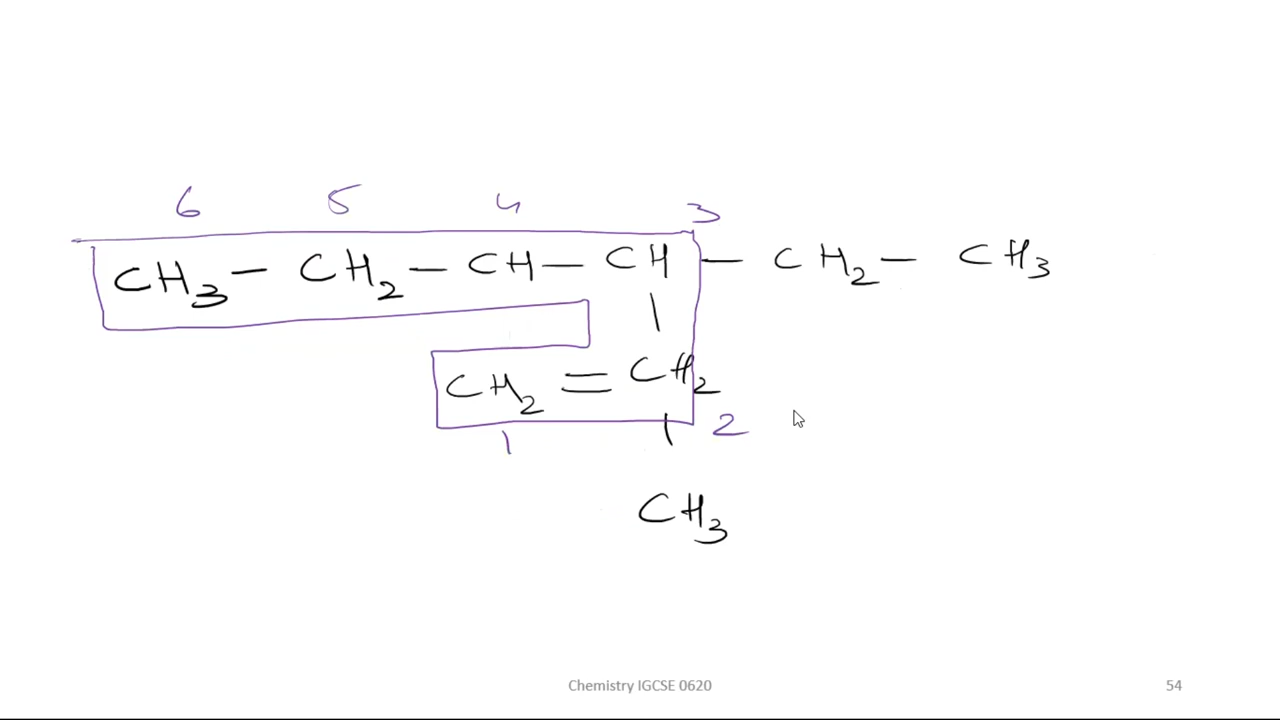 6 5 4 3
CH3 — CH2 — CH — CH — CH2 — CH3
|
CH2 = CH2
1 | 2
CH3
Chemistry IGCSE 0620 54